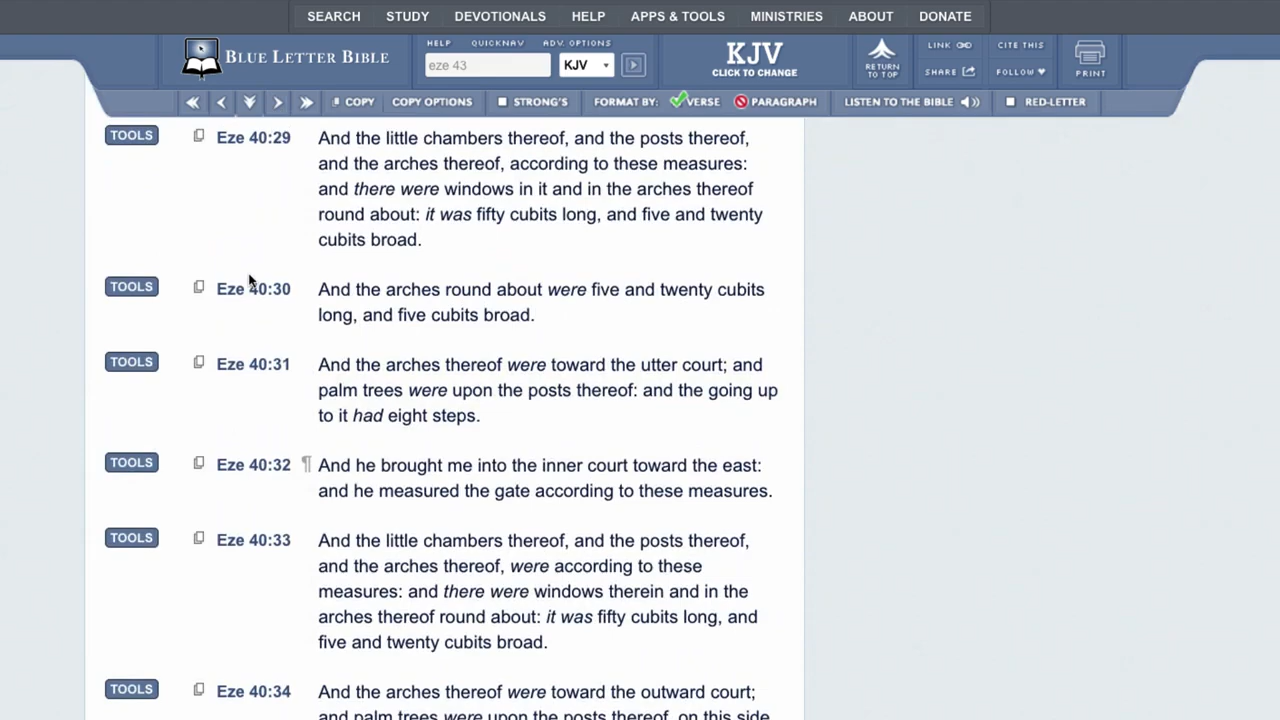 SEARCH STUDY DEVOTIONALS HELP APPS & TOOLS MINISTRIES ABOUT DONATE
BLUE LETTER BIBLE
HELP QUICKNAV ADV. OPTIONS
eze 43 KJV
KJV
CLICK TO CHANGE
RETURN
TO TOP
LINK CITE THIS
SHARE FOLLOW
PRINT
COPY COPY OPTIONS STRONG'S FORMAT BY: VERSE PARAGRAPH LISTEN TO THE BIBLE RED-LETTER
TOOLS Eze 40:29 And the little chambers thereof, and the posts thereof,
and the arches thereof, according to these measures:
and there were windows in it and in the arches thereof
round about: it was fifty cubits long, and five and twenty
cubits broad.
TOOLS Eze 40:30 And the arches round about were five and twenty cubits
long, and five cubits broad.
TOOLS Eze 40:31 And the arches thereof were toward the utter court; and
palm trees were upon the posts thereof: and the going up
to it had eight steps.
TOOLS Eze 40:32 ¶ And he brought me into the inner court toward the east:
and he measured the gate according to these measures.
TOOLS Eze 40:33 And the little chambers thereof, and the posts thereof,
and the arches thereof, were according to these
measures: and there were windows therein and in the
arches thereof round about: it was fifty cubits long, and
five and twenty cubits broad.
TOOLS Eze 40:34 And the arches thereof were toward the outward court;
and palm trees were upon the posts thereof, on this side